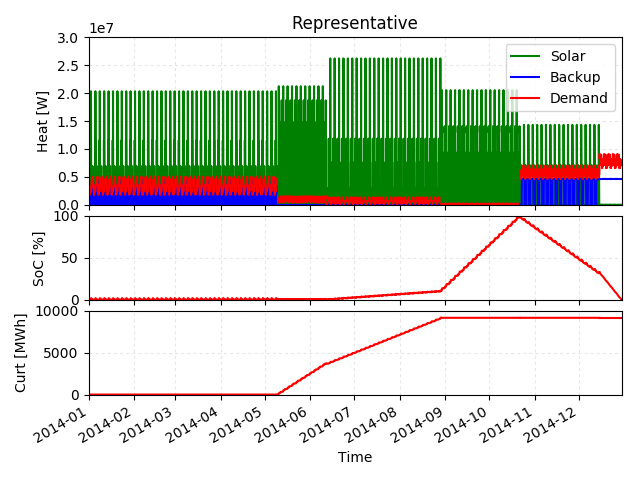 Representative
1e7
3.0
2.5
2.0
1.5
1.0
0.5
0.0
Heat [W]
Solar
Backup
Demand
100
50
0
SoC [%]
10000
5000
0
Curt [MWh]
2014-01
2014-02
2014-03
2014-04
2014-05
2014-06
2014-07
2014-08
2014-09
2014-10
2014-11
2014-12
Time